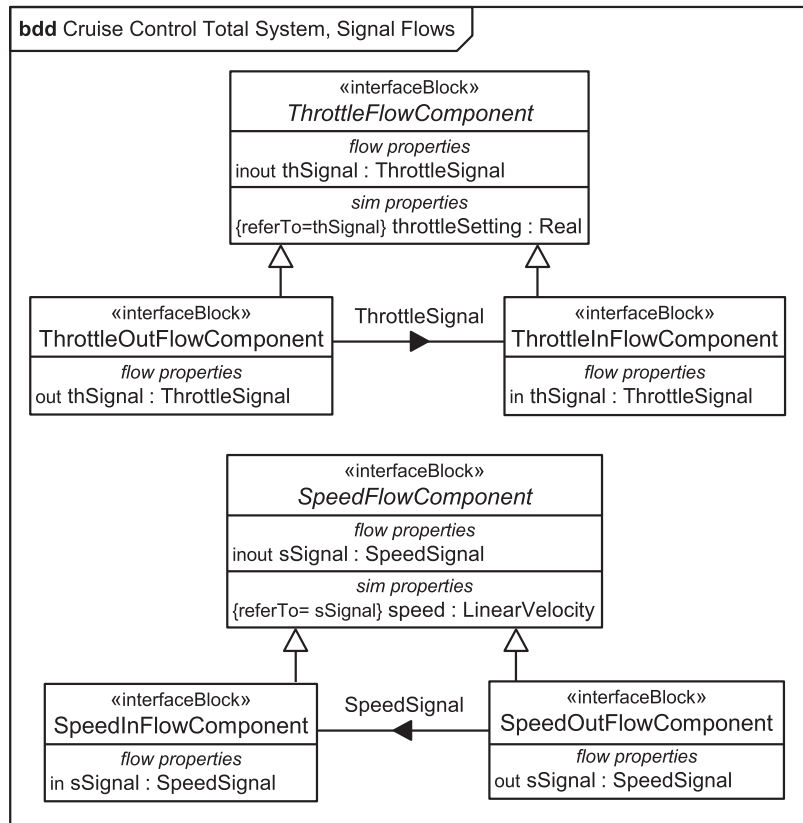 bdd Cruise Control Total System, Signal Flows
«interfaceBlock»
ThrottleFlowComponent
flow properties
inout thSignal : ThrottleSignal
sim properties
{referTo=thSignal} throttleSetting : Real
«interfaceBlock»
ThrottleOutFlowComponent
flow properties
out thSignal : ThrottleSignal
ThrottleSignal
«interfaceBlock»
ThrottleInFlowComponent
flow properties
in thSignal : ThrottleSignal
«interfaceBlock»
SpeedFlowComponent
flow properties
inout sSignal : SpeedSignal
sim properties
{referTo= sSignal} speed : LinearVelocity
«interfaceBlock»
SpeedInFlowComponent
flow properties
in sSignal : SpeedSignal
SpeedSignal
«interfaceBlock»
SpeedOutFlowComponent
flow properties
out sSignal : SpeedSignal